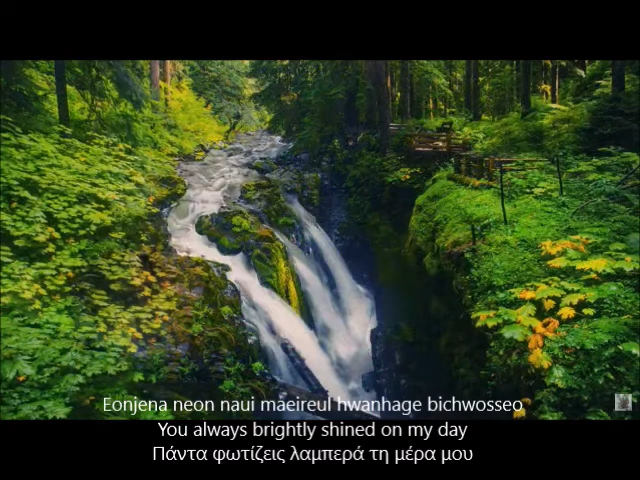 Eonjena neon naui maeireul hwanhage bichwosseo
You always brightly shined on my day
Πάντα φωτίζεις λαμπερά τη μέρα μου